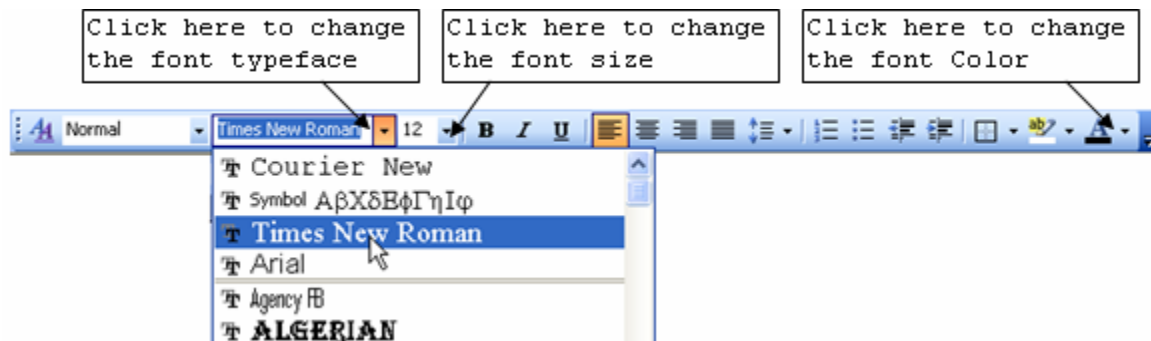 Click here to change
the font typeface
Click here to change
the font size
Click here to change
the font Color
Normal Times New Roman 12 B I U
Courier New
Symbol ΑβΧδΕφΓηΙφ
Times New Roman
Arial
Agency FB
ALGERIAN